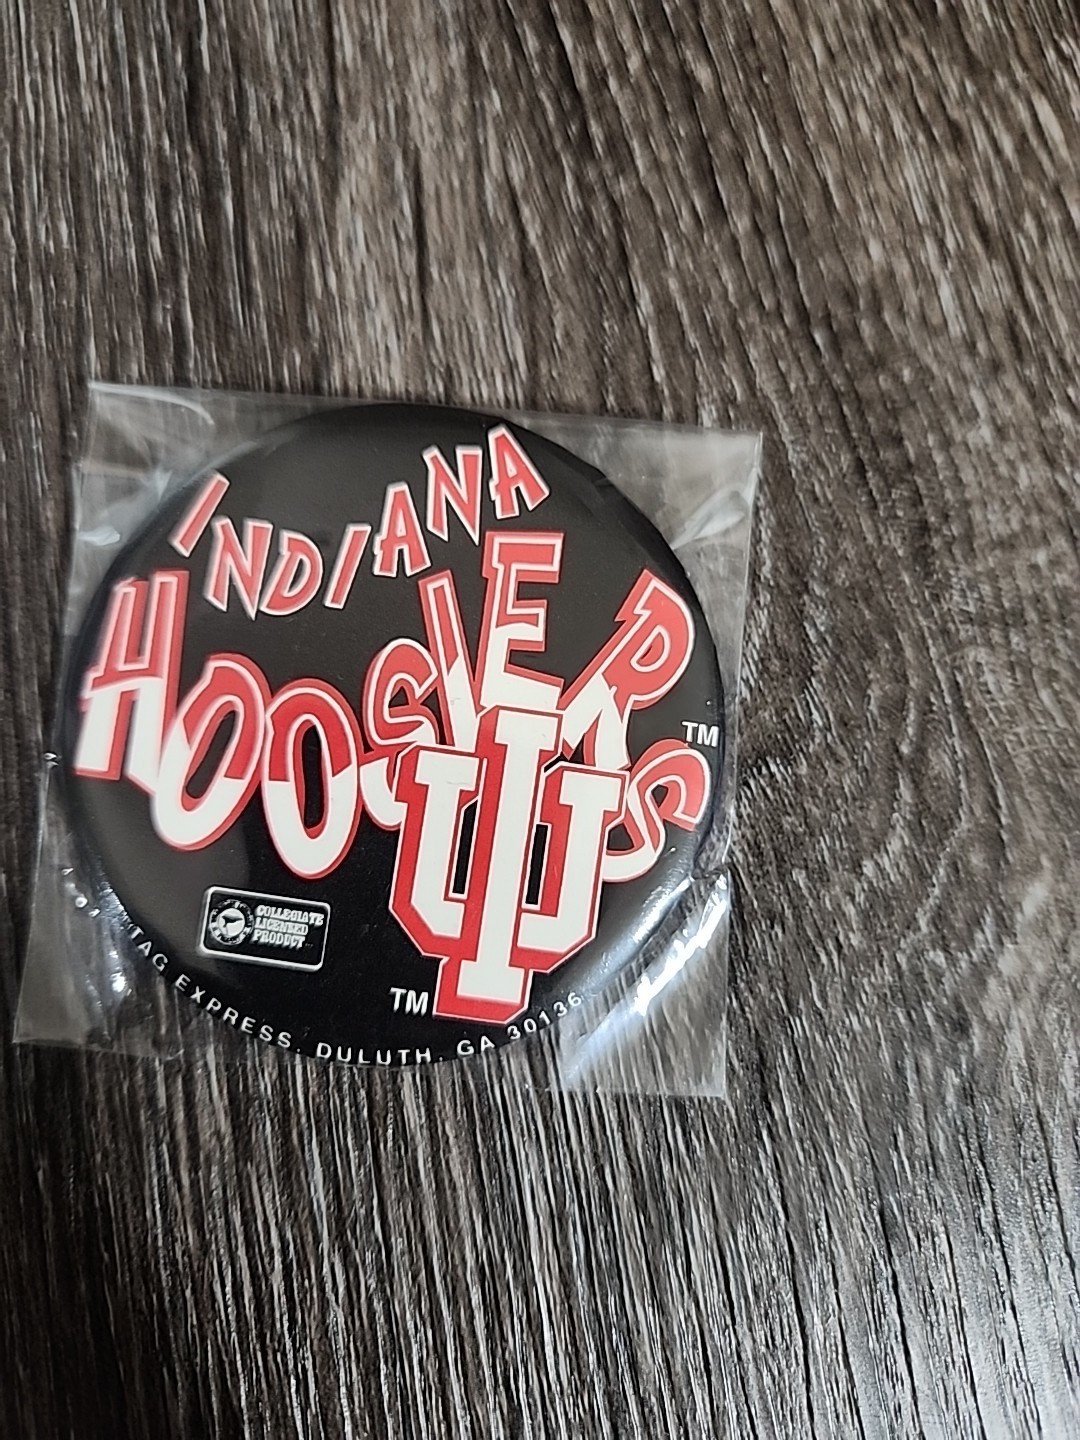 INDIANA
HOOSIERS
TM
IU
TM
COLLEGIATE
LICENSED
PRODUCT
TAG EXPRESS. DULUTH, GA 30136